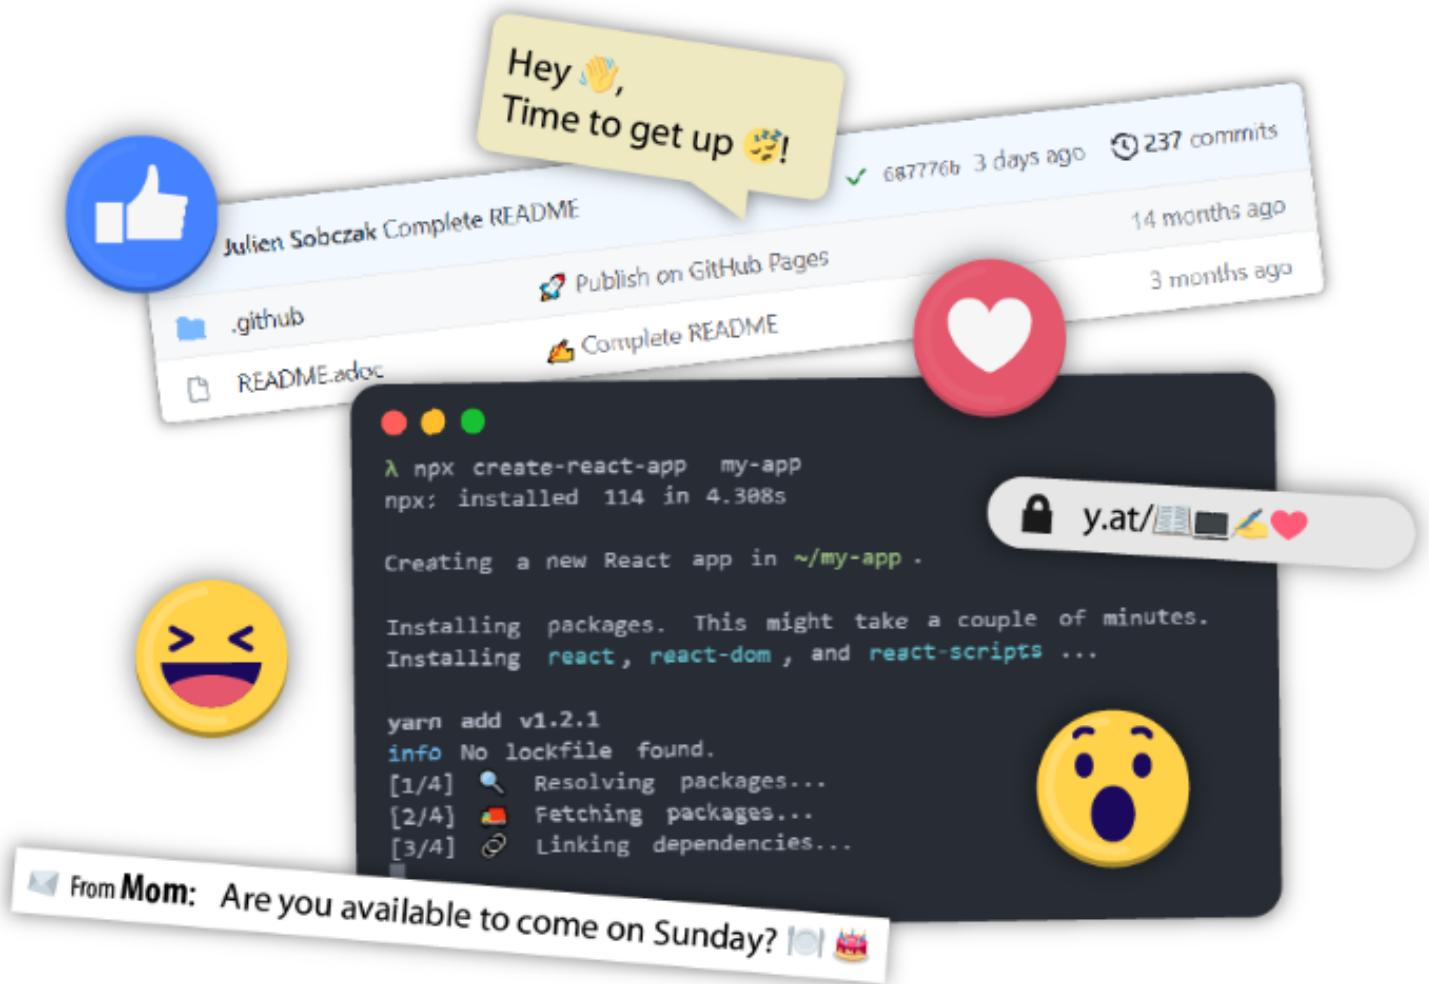 Hey 👋,
Time to get up 😴!
Julien Sobczak Complete README
✓ 687776b 3 days ago 237 commits
.github 🚀 Publish on GitHub Pages 14 months ago
README.adoc ✍️ Complete README 3 months ago
λ npx create-react-app my-app
npx: installed 114 in 4.308s
Creating a new React app in ~/my-app .
Installing packages. This might take a couple of minutes.
Installing react, react-dom, and react-scripts ...
yarn add v1.2.1
info No lockfile found.
[1/4] 🔍 Resolving packages...
[2/4] 🚚 Fetching packages...
[3/4] 🔗 Linking dependencies...
y.at/📖💻✍️❤️
✉️ From Mom: Are you available to come on Sunday? 🍽️ 🎂